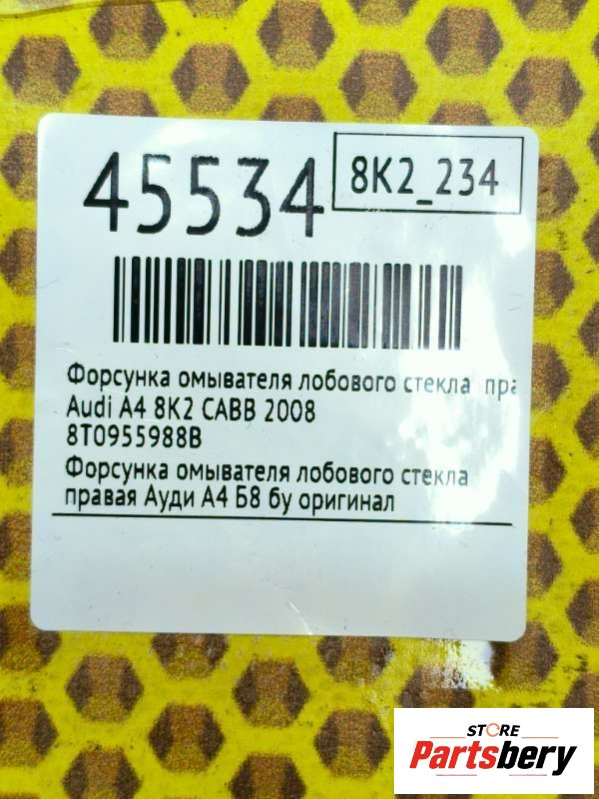 45534
8K2_234
Форсунка омывателя лобового стекла пра
Audi A4 8K2 CABB 2008
8T0955988B
Форсунка омывателя лобового стекла
правая Ауди А4 Б8 бу оригинал
STORE
Partsbery